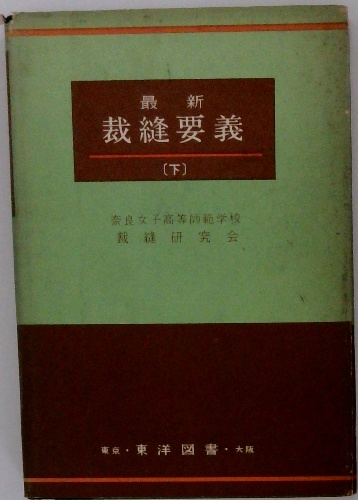 最新
裁縫要義
〔下〕
奈良女子高等師範学校
裁縫研究会
東京・東洋図書・大阪